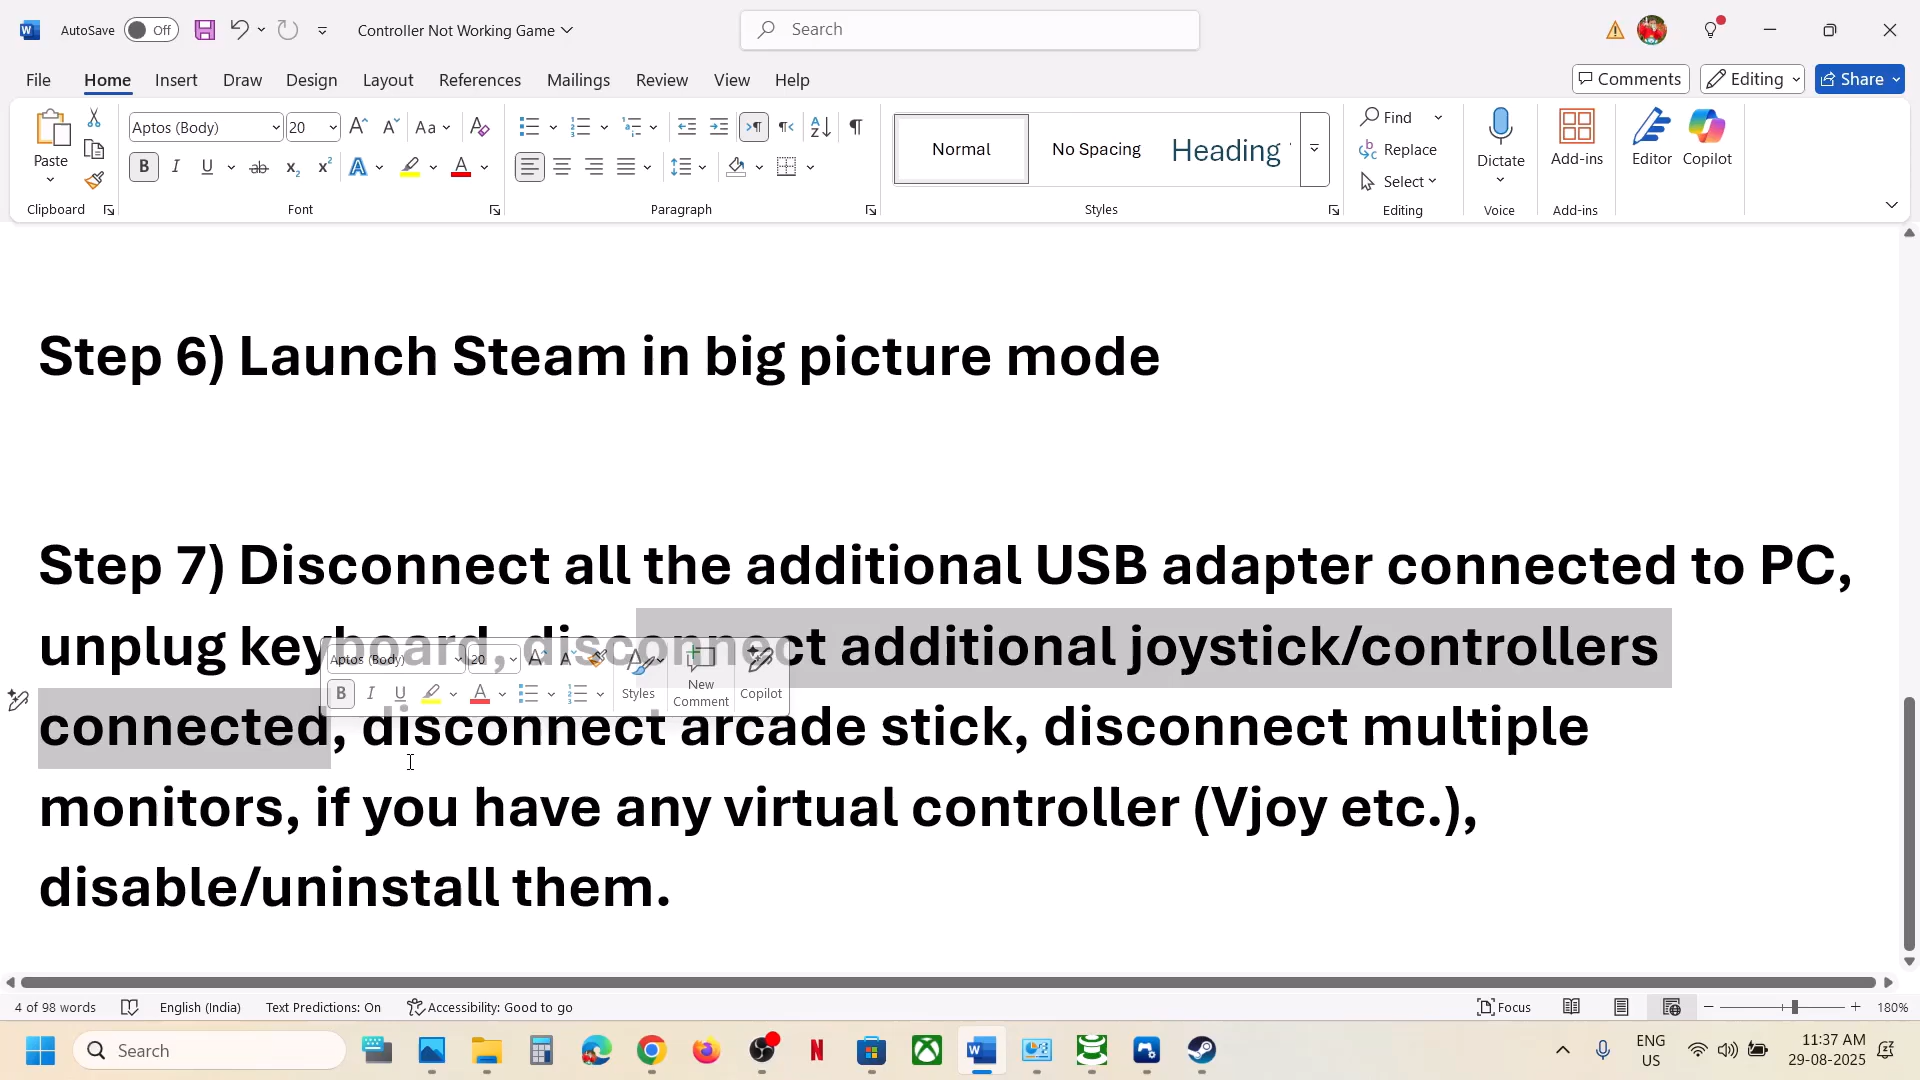 AutoSave Off Controller Not Working Game Search
File Home Insert Draw Design Layout References Mailings Review View Help Comments Editing Share
Paste Aptos (Body) 20 Aa Normal No Spacing Heading Find Replace Select Dictate Add-ins Editor Copilot
Clipboard Font Paragraph Styles Editing Voice Add-ins
Step 6) Launch Steam in big picture mode
Step 7) Disconnect all the additional USB adapter connected to PC,
unplug keyboard, disconnect additional joystick/controllers
Aptos (Body) 20 Styles New Comment Copilot
connected, disconnect arcade stick, disconnect multiple
monitors, if you have any virtual controller (Vjoy etc.),
disable/uninstall them.
4 of 98 words English (India) Text Predictions: On Accessibility: Good to go Focus 180%
Search ENG US 11:37 AM 29-08-2025